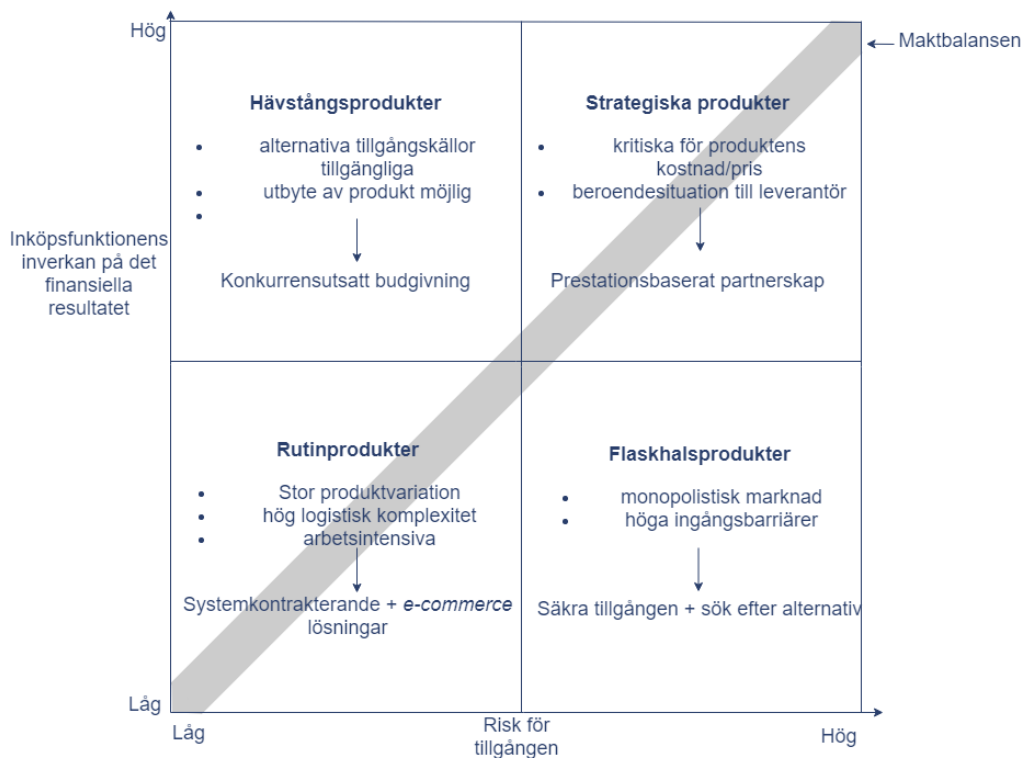 Hög
Maktbalansen
Hävstångsprodukter
alternativa tillgångskällor
tillgängliga
utbyte av produkt möjlig
Konkurrensutsatt budgivning
Strategiska produkter
kritiska för produktens
kostnad/pris
beroendesituation till leverantör
Prestationsbaserat partnerskap
Inköpsfunktionens
inverkan på det
finansiella
resultatet
Rutinprodukter
Stor produktvariation
hög logistisk komplexitet
arbetsintensiva
Systemkontrakterande + e-commerce
lösningar
Flaskhalsprodukter
monopolistisk marknad
höga ingångsbarriärer
Säkra tillgången + sök efter alternativ
Låg
Låg
Risk för
tillgången
Hög